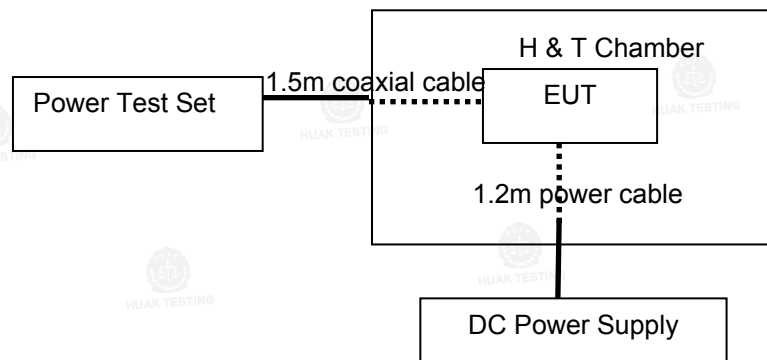 H & T Chamber
1.5m coaxial cable
Power Test Set
EUT
HUAK TESTING
HUAK TESTING
TESTING
1.2m power cable
HUAK TESTING
HUAK TESTING
DC Power Supply